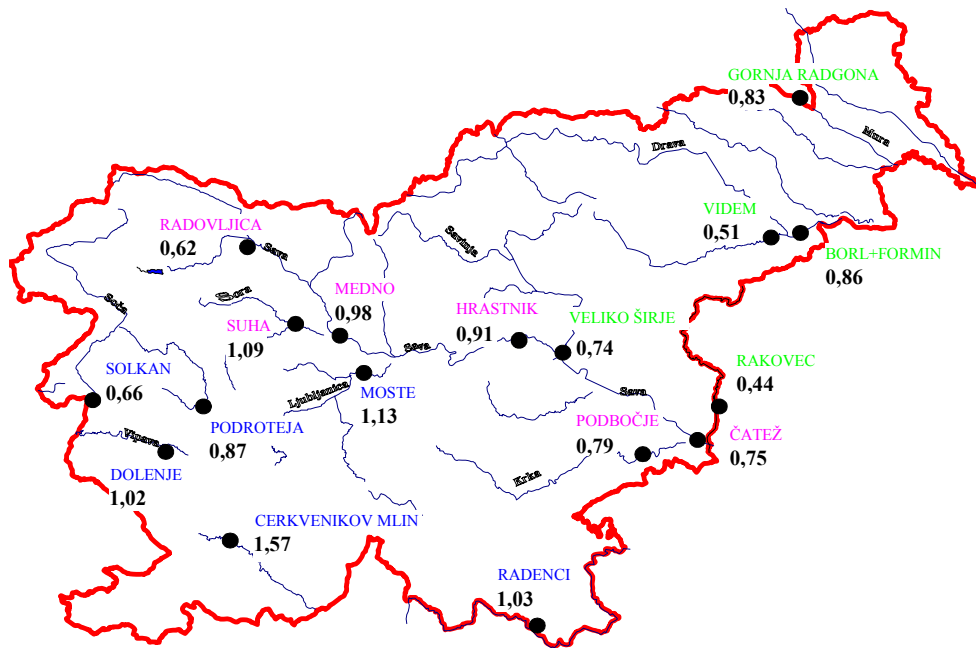 GORNJA RADGONA
0,83
Mura
Drava
VIDEM
0,51
BORL+FORMIN
0,86
RADOVLJICA
0,62
Sava
Savinja
Soča
Sora
MEDNO
0,98
HRASTNIK
0,91
VELIKO ŠIRJE
0,74
SUHA
1,09
Sava
RAKOVEC
0,44
SOLKAN
0,66
Ljubljanica
MOSTE
1,13
Sava
PODROTEJA
0,87
PODBOČJE
0,79
ČATEŽ
0,75
Vipava
DOLENJE
1,02
Krka
CERKVENIKOV MLIN
1,57
RADENCI
1,03